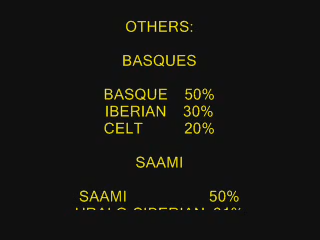 OTHERS:
BASQUES
BASQUE 50%
IBERIAN 30%
CELT 20%
SAAMI
SAAMI 50%